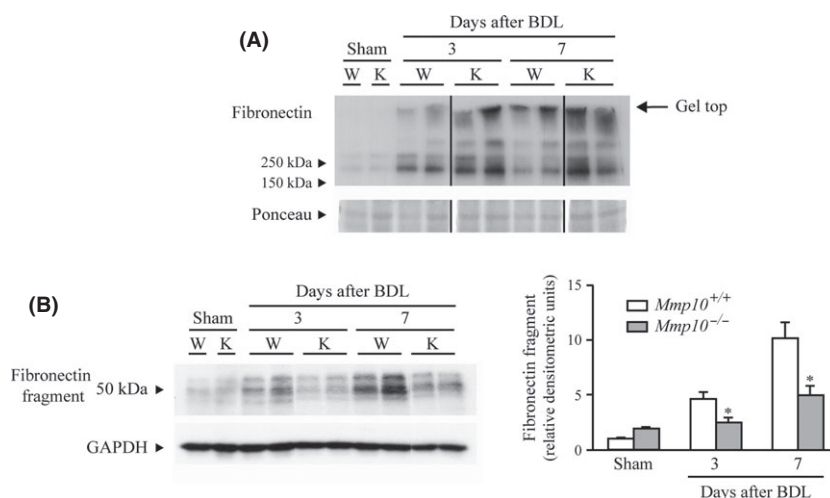 (A)
Days after BDL
Sham 3 7
W K W K W K
Fibronectin
Gel top
250 kDa
150 kDa
Ponceau
(B)
Days after BDL
Sham 3 7
W K W K W K
Fibronectin
fragment
50 kDa
GAPDH
Fibronectin fragment
(relative densitometric units)
15
10
5
0
Mmp10+/+
Mmp10−/−
* *
Sham 3 7
Days after BDL